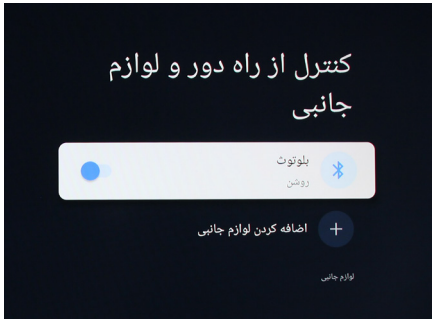 کنترل از راه دور و لوازم
جانبی
بلوتوث
روشن
اضافه کردن لوازم جانبی
لوازم جانبی